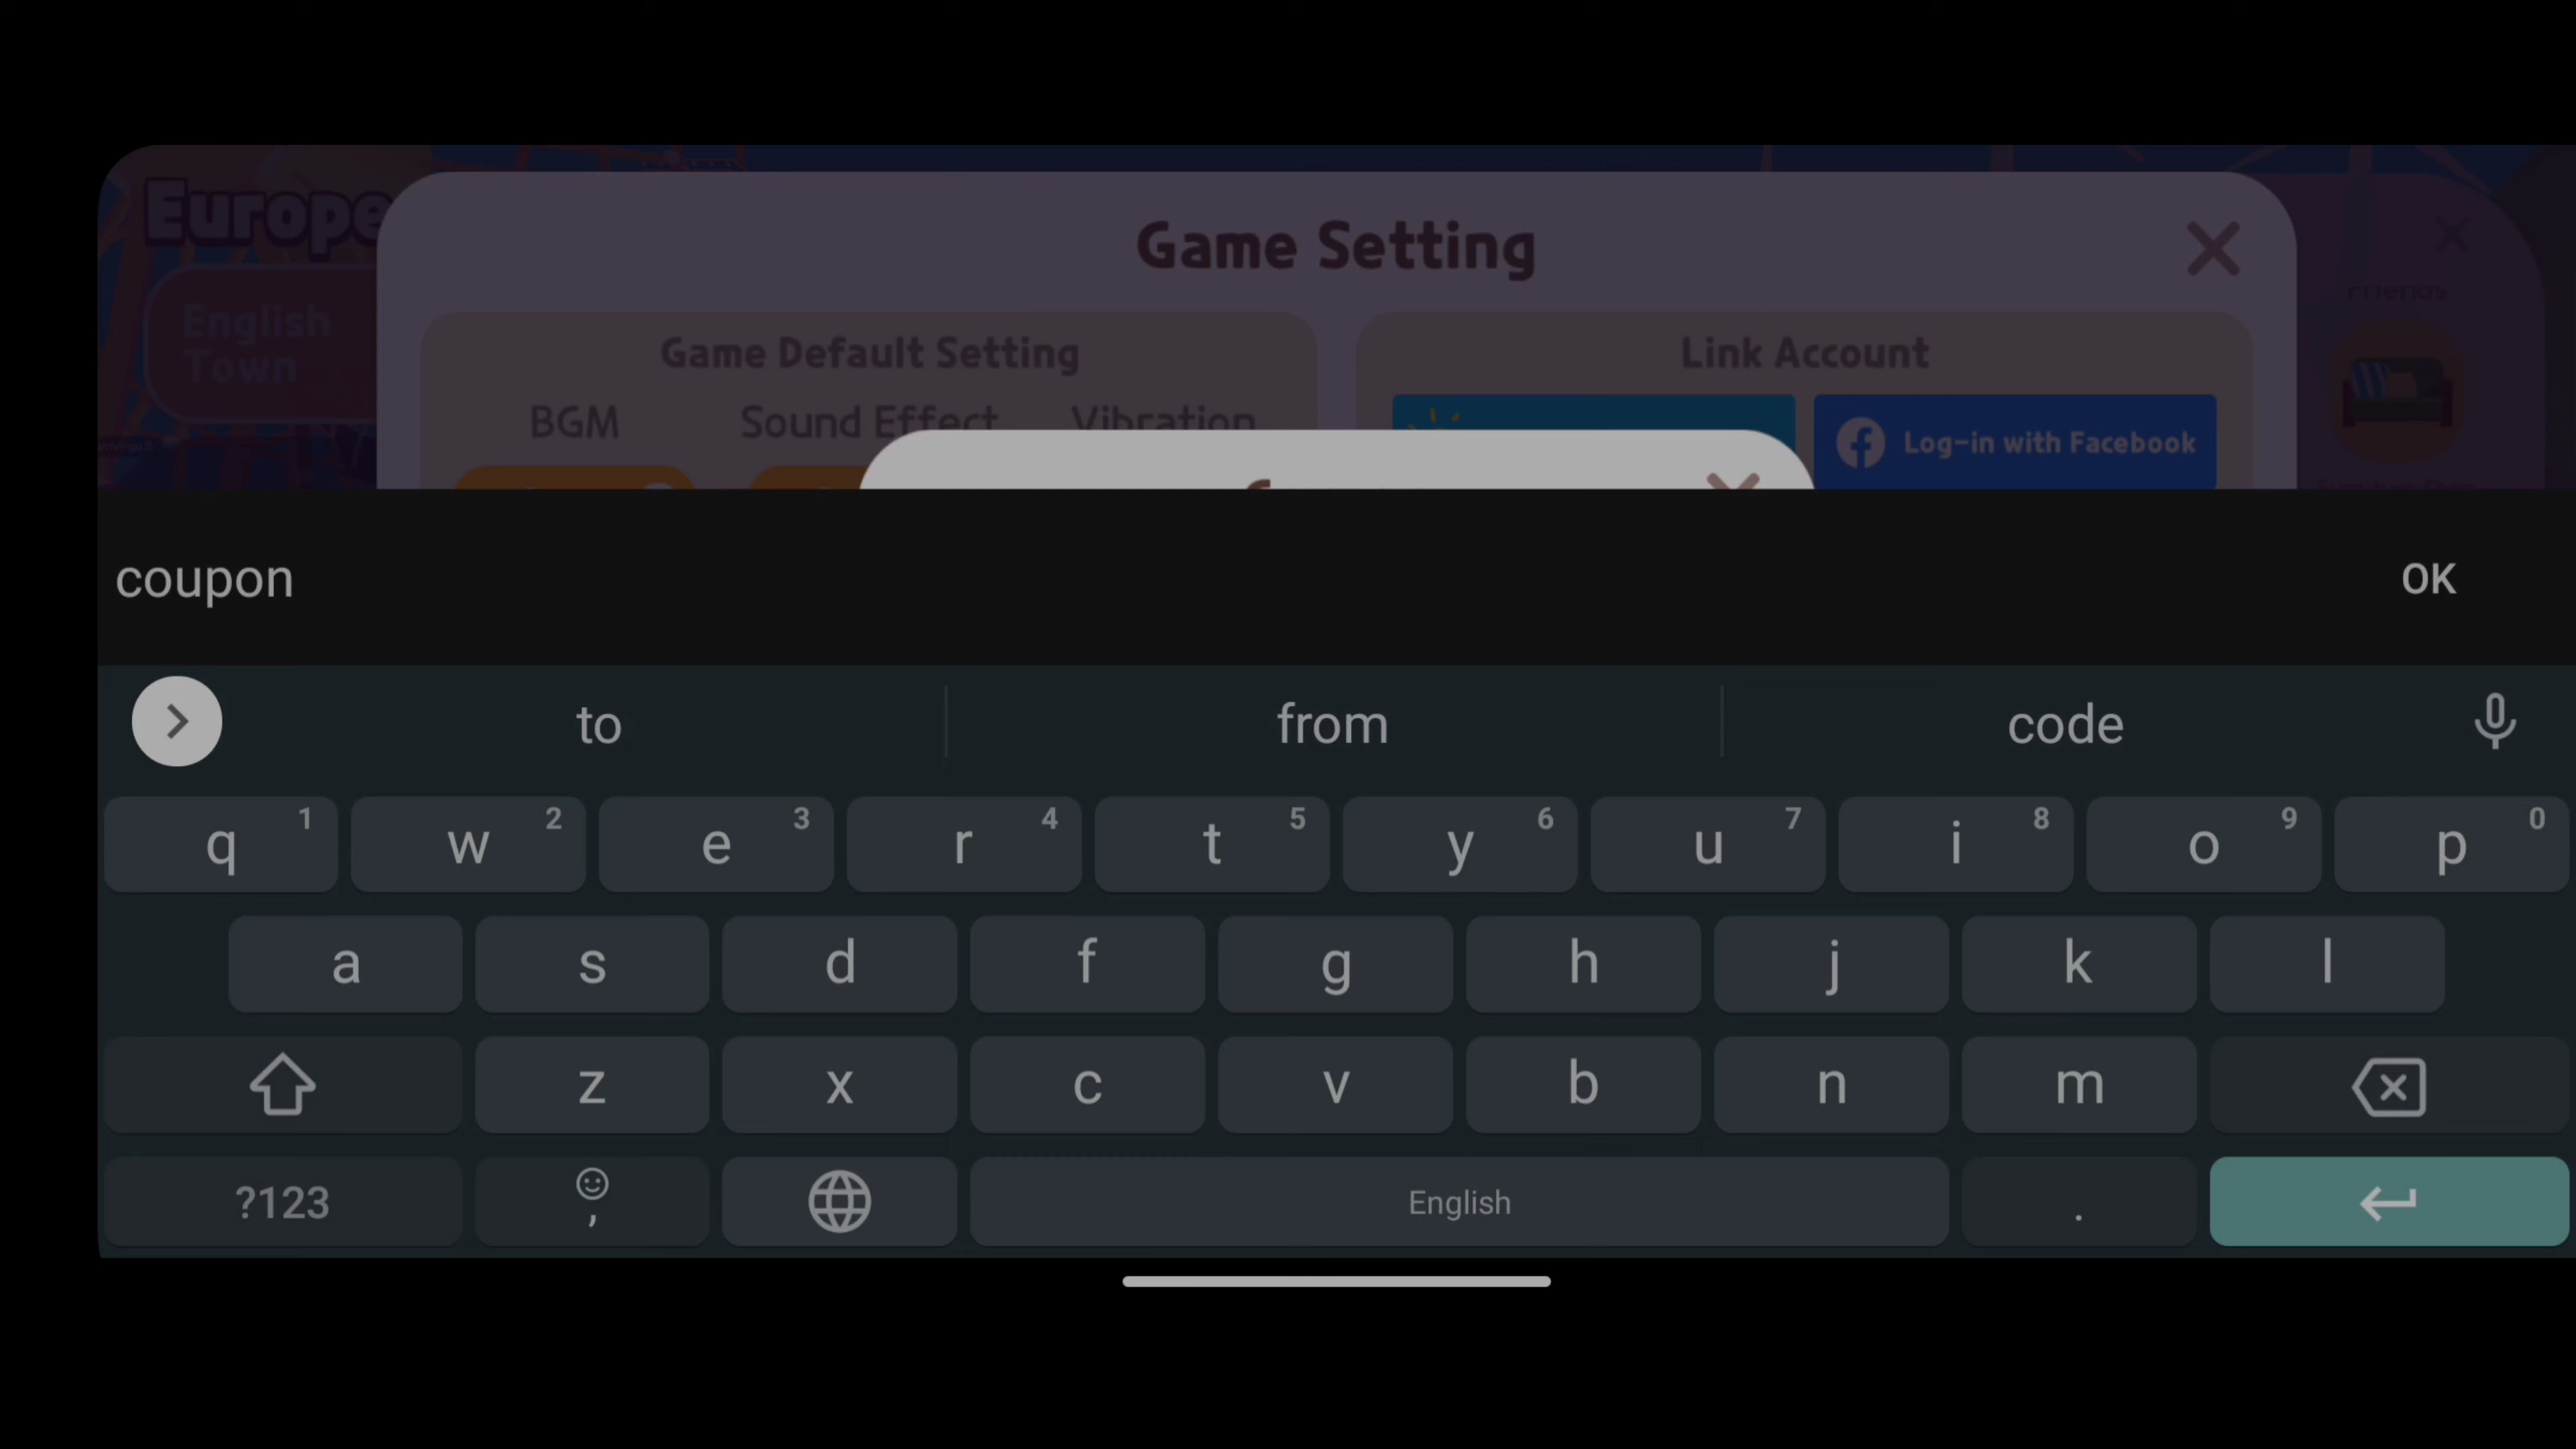 Europe
Game Setting
Friends
English
Town
Game Default Setting
Link Account
BGM
Sound Effect
Vibration
Log-in with Facebook
coupon
OK
to
from
code
q 1 w 2 e 3 r 4 t 5 y 6 u 7 i 8 o 9 p 0
a s d f g h j k l
z x c v b n m
?123 , English .